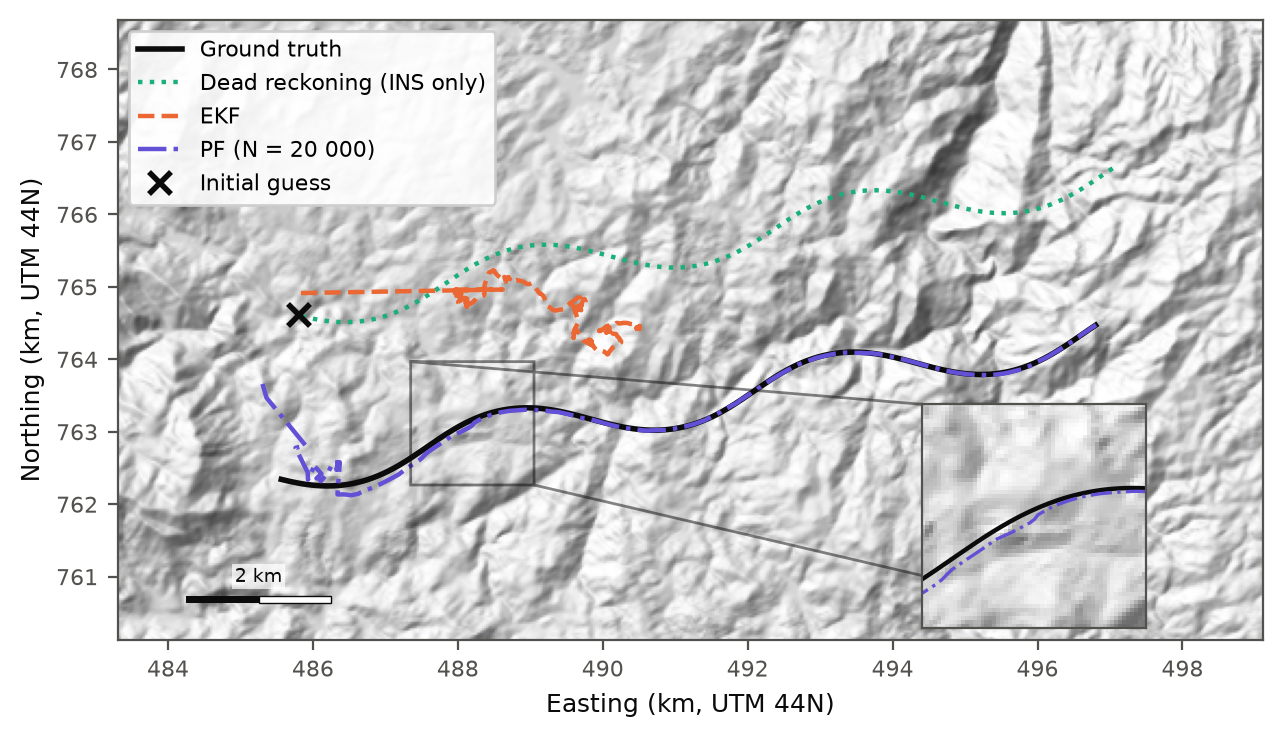 Ground truth
Dead reckoning (INS only)
EKF
PF (N = 20 000)
Initial guess
768
767
766
765
764
763
762
761
Northing (km, UTM 44N)
2 km
484 486 488 490 492 494 496 498
Easting (km, UTM 44N)